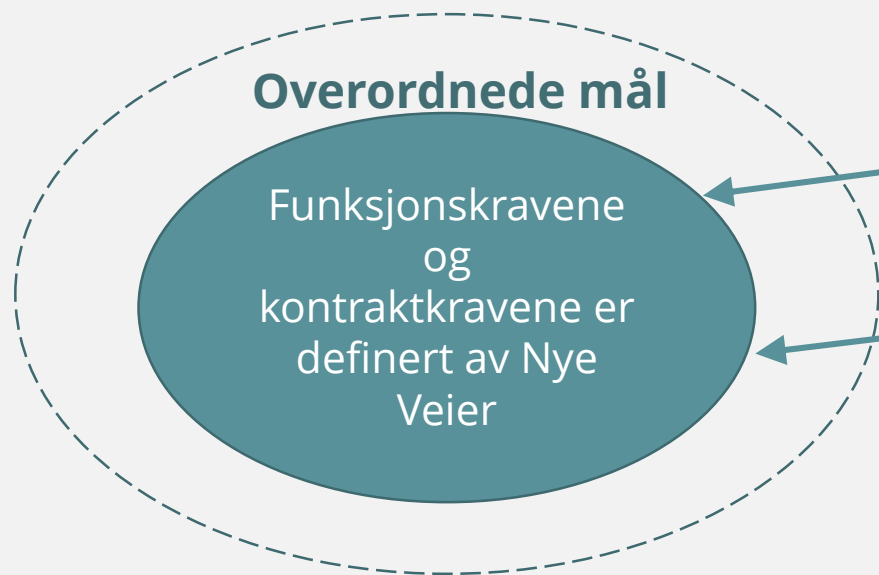 Overordnede mål
Funksjonskravene
og
kontraktkravene er
definert av Nye
Veier